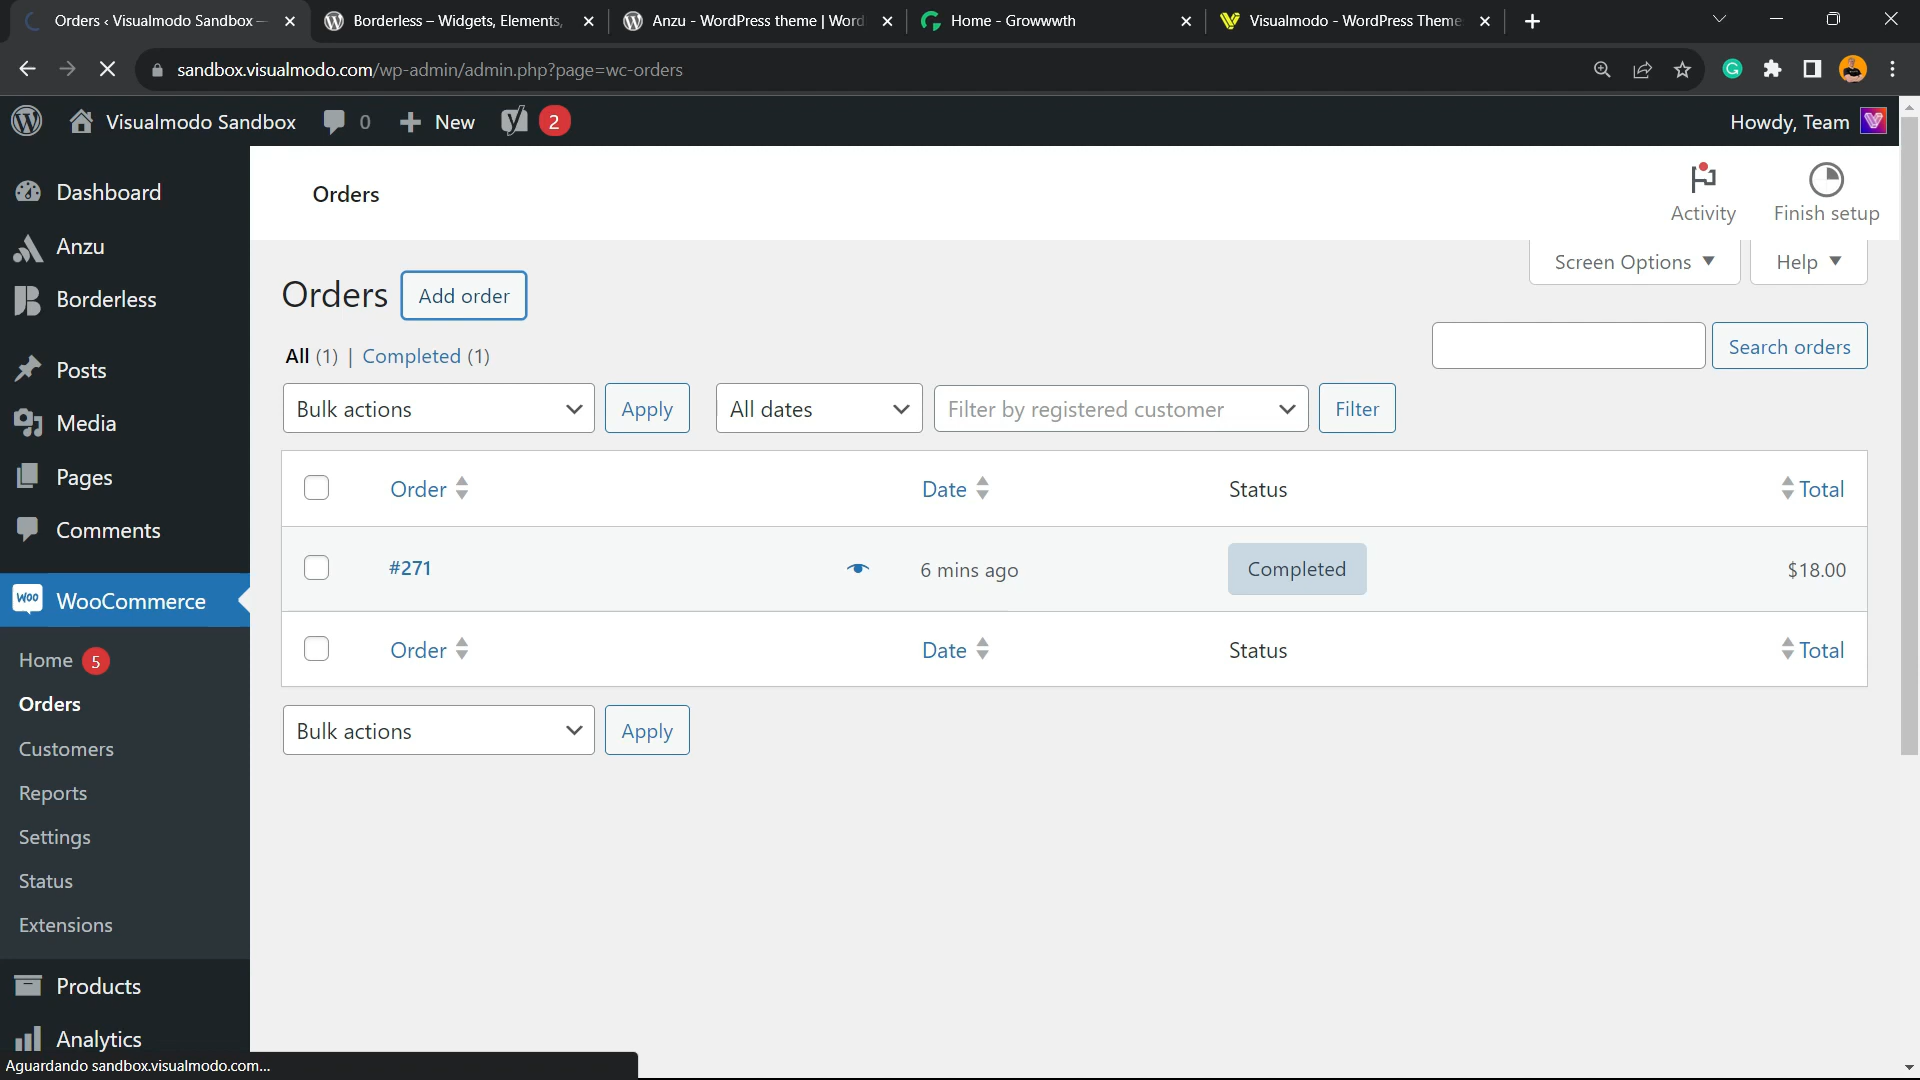 Orders ‹ Visualmodo Sandbox —
Borderless – Widgets, Elements,
Anzu - WordPress theme | Word
Home - Growwwth
Visualmodo - WordPress Theme
sandbox.visualmodo.com/wp-admin/admin.php?page=wc-orders
Visualmodo Sandbox
0
New
2
Howdy, Team
Dashboard
Anzu
Borderless
Posts
Media
Pages
Comments
WooCommerce
Home 5
Orders
Customers
Reports
Settings
Status
Extensions
Products
Analytics
Orders
Activity
Finish setup
Screen Options
Help
Orders
Add order
All (1) | Completed (1)
Search orders
Bulk actions
Apply
All dates
Filter by registered customer
Filter
Order
Date
Status
Total
#271
6 mins ago
Completed
$18.00
Order
Date
Status
Total
Bulk actions
Apply
Aguardando sandbox.visualmodo.com...